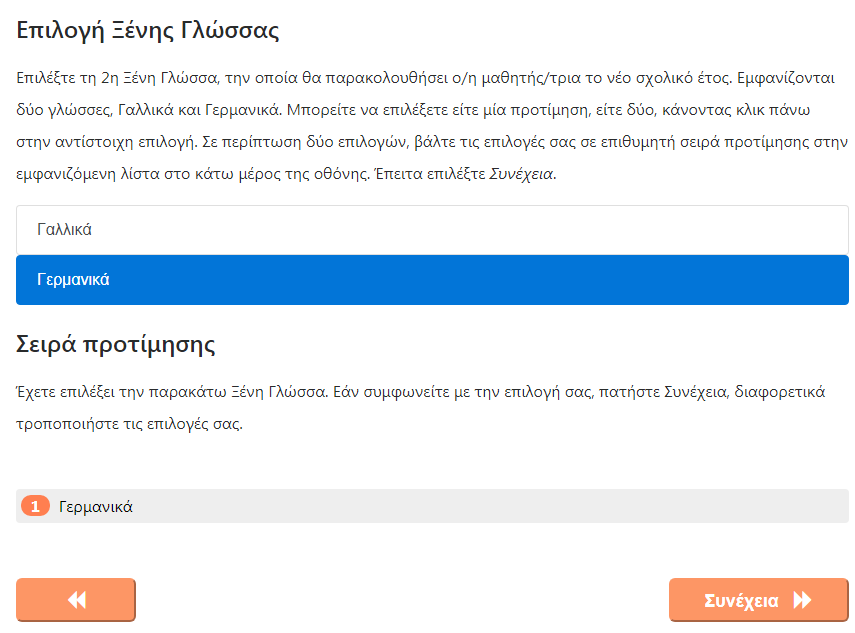 Επιλογή Ξένης Γλώσσας
Επιλέξτε τη 2η Ξένη Γλώσσα, την οποία θα παρακολουθήσει ο/η μαθητής/τρια το νέο σχολικό έτος. Εμφανίζονται
δύο γλώσσες, Γαλλικά και Γερμανικά. Μπορείτε να επιλέξετε είτε μία προτίμηση, είτε δύο, κάνοντας κλικ πάνω
στην αντίστοιχη επιλογή. Σε περίπτωση δύο επιλογών, βάλτε τις επιλογές σας σε επιθυμητή σειρά προτίμησης στην
εμφανιζόμενη λίστα στο κάτω μέρος της οθόνης. Έπειτα επιλέξτε Συνέχεια.
Γαλλικά
Γερμανικά
Σειρά προτίμησης
Έχετε επιλέξει την παρακάτω Ξένη Γλώσσα. Εάν συμφωνείτε με την επιλογή σας, πατήστε Συνέχεια, διαφορετικά
τροποποιήστε τις επιλογές σας.
1 Γερμανικά
Συνέχεια